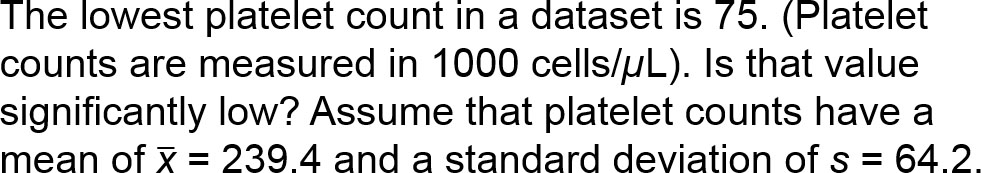 The lowest platelet count in a dataset is 75. (Platelet
counts are measured in 1000 cells/μL). Is that value
significantly low? Assume that platelet counts have a
mean of x̅ = 239.4 and a standard deviation of s = 64.2.